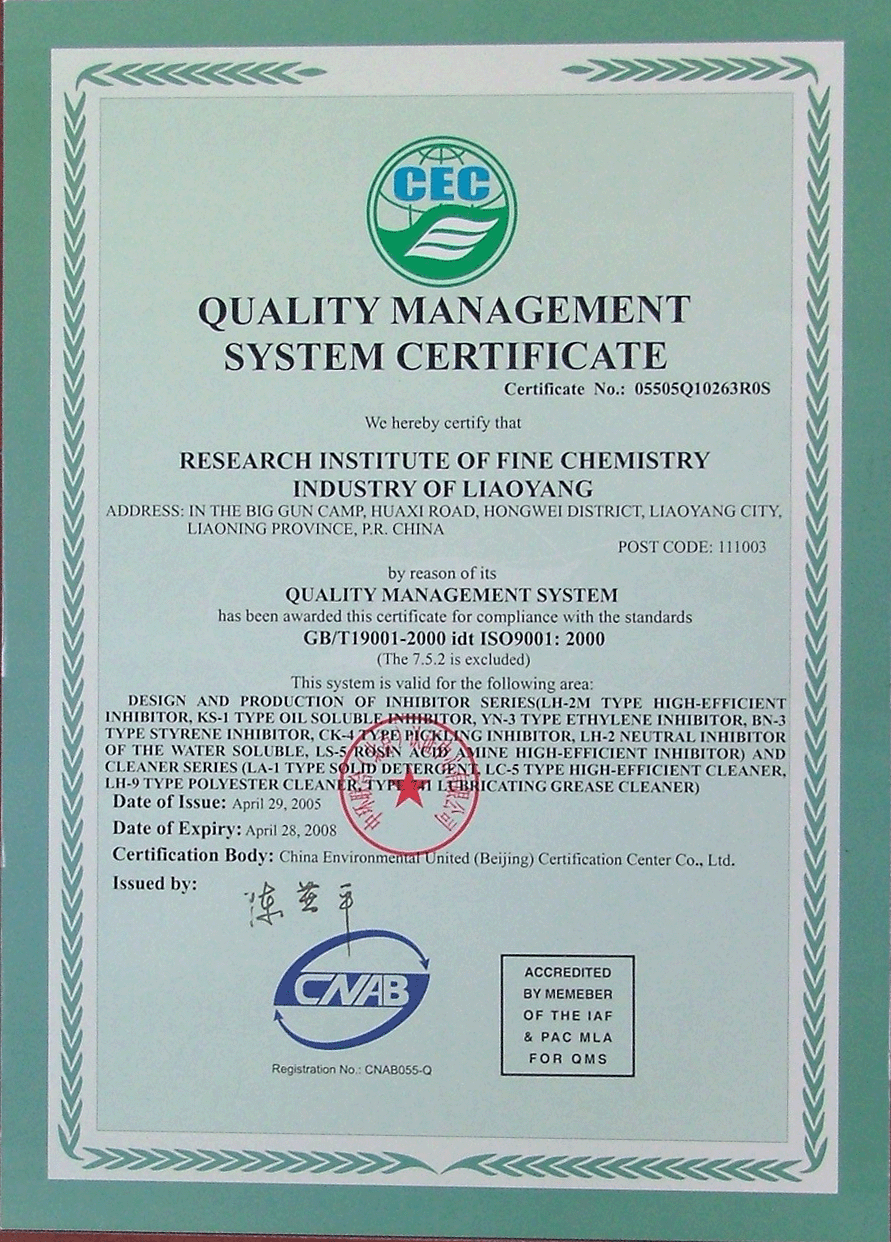 CEC
QUALITY MANAGEMENT
SYSTEM CERTIFICATE
Certificate No.: 05505Q10263R0S
We hereby certify that
RESEARCH INSTITUTE OF FINE CHEMISTRY
INDUSTRY OF LIAOYANG
ADDRESS: IN THE BIG GUN CAMP, HUAXI ROAD, HONGWEI DISTRICT, LIAOYANG CITY,
LIAONING PROVINCE, P.R. CHINA
POST CODE: 111003
by reason of its
QUALITY MANAGEMENT SYSTEM
has been awarded this certificate for compliance with the standards
GB/T19001-2000 idt ISO9001: 2000
(The 7.5.2 is excluded)
This system is valid for the following area:
DESIGN AND PRODUCTION OF INHIBITOR SERIES(LH-2M TYPE HIGH-EFFICIENT
INHIBITOR, KS-1 TYPE OIL SOLUBLE INHIBITOR, YN-3 TYPE ETHYLENE INHIBITOR, BN-3
TYPE STYRENE INHIBITOR, CK-4 TYPE PICKLING INHIBITOR, LH-2 NEUTRAL INHIBITOR
OF THE WATER SOLUBLE, LS-5 ROSIN ACID AMINE HIGH-EFFICIENT INHIBITOR) AND
CLEANER SERIES (LA-1 TYPE SOLID DETERGENT, LC-5 TYPE HIGH-EFFICIENT CLEANER,
LH-9 TYPE POLYESTER CLEANER, TYPE 741 LUBRICATING GREASE CLEANER)
Date of Issue: April 29, 2005
Date of Expiry: April 28, 2008
Certification Body: China Environmental United (Beijing) Certification Center Co., Ltd.
Issued by:
CNAB
Registration No.: CNAB055-Q
ACCREDITED
BY MEMEBER
OF THE IAF
& PAC MLA
FOR QMS